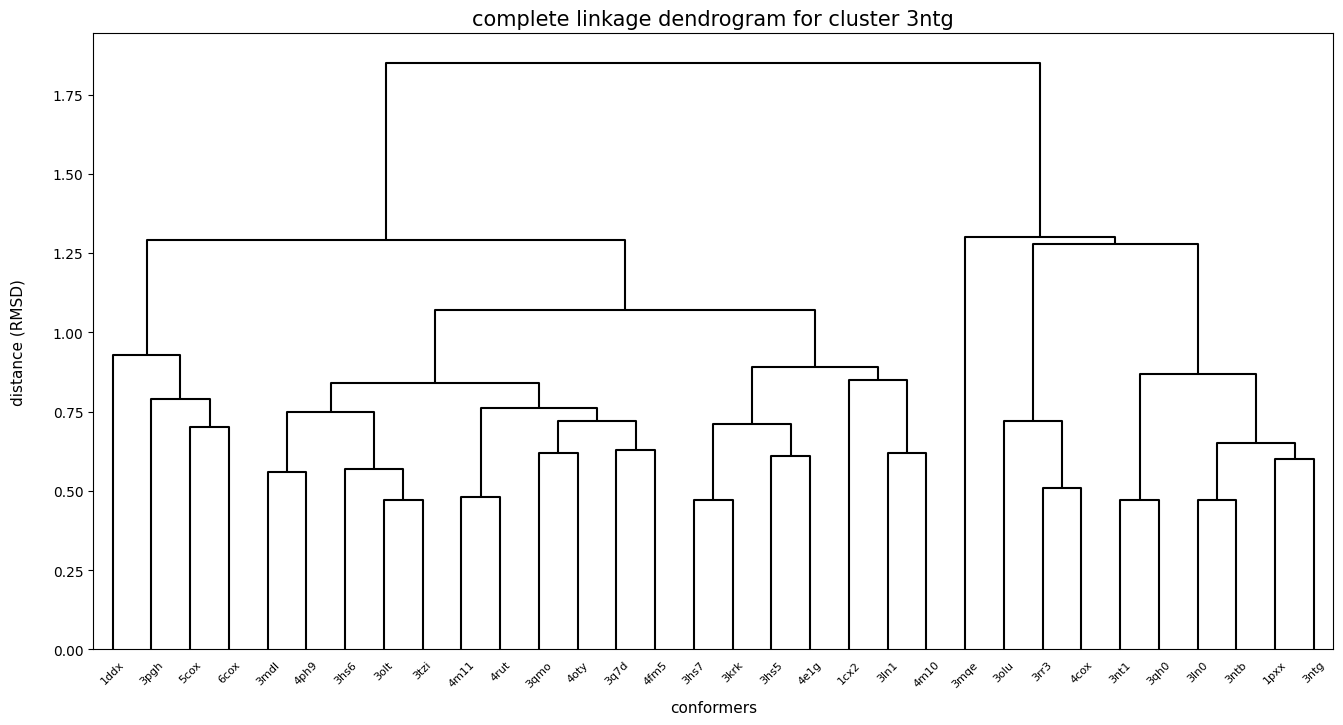 complete linkage dendrogram for cluster 3ntg
distance (RMSD)
1.75
1.50
1.25
1.00
0.75
0.50
0.25
0.00
1ddx 3pgh 5cox 6cox 3mdl 4ph9 3hs6 3olt 3tzi 4m11 4rut 3qmo 4oty 3q7d 4fm5 3hs7 3krk 3hs5 4e1g 1cx2 3ln1 4m10 3mqe 3olu 3rr3 4cox 3nt1 3qh0 3ln0 3ntb 1pxx 3ntg
conformers